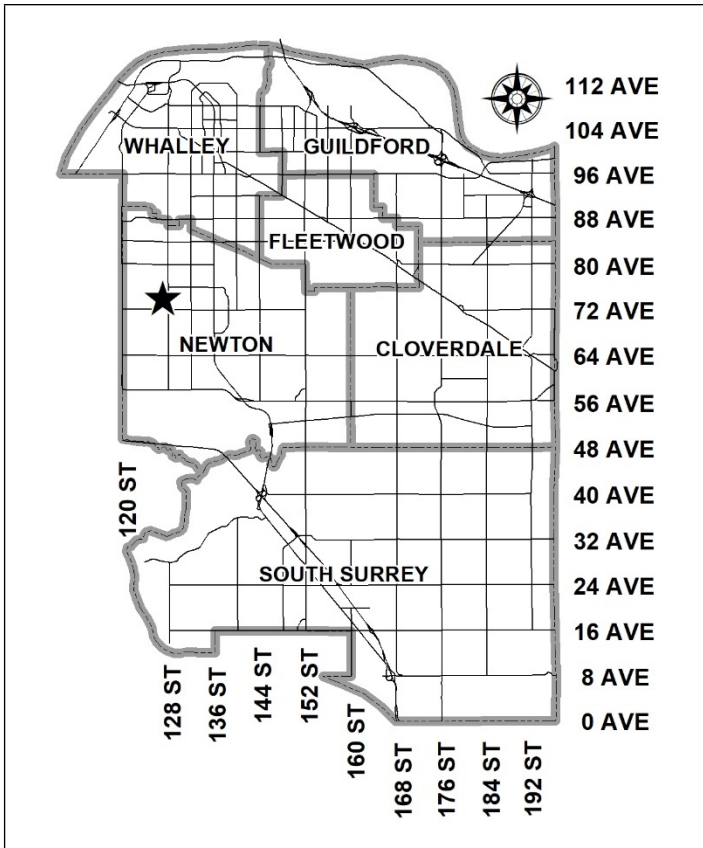 112 AVE
104 AVE
WHALLEY
GUILDFORD
96 AVE
88 AVE
FLEETWOOD
80 AVE
72 AVE
NEWTON
CLOVERDALE
64 AVE
56 AVE
48 AVE
120 ST
40 AVE
32 AVE
SOUTH SURREY
24 AVE
16 AVE
8 AVE
0 AVE
128 ST
136 ST
144 ST
152 ST
160 ST
168 ST
176 ST
184 ST
192 ST